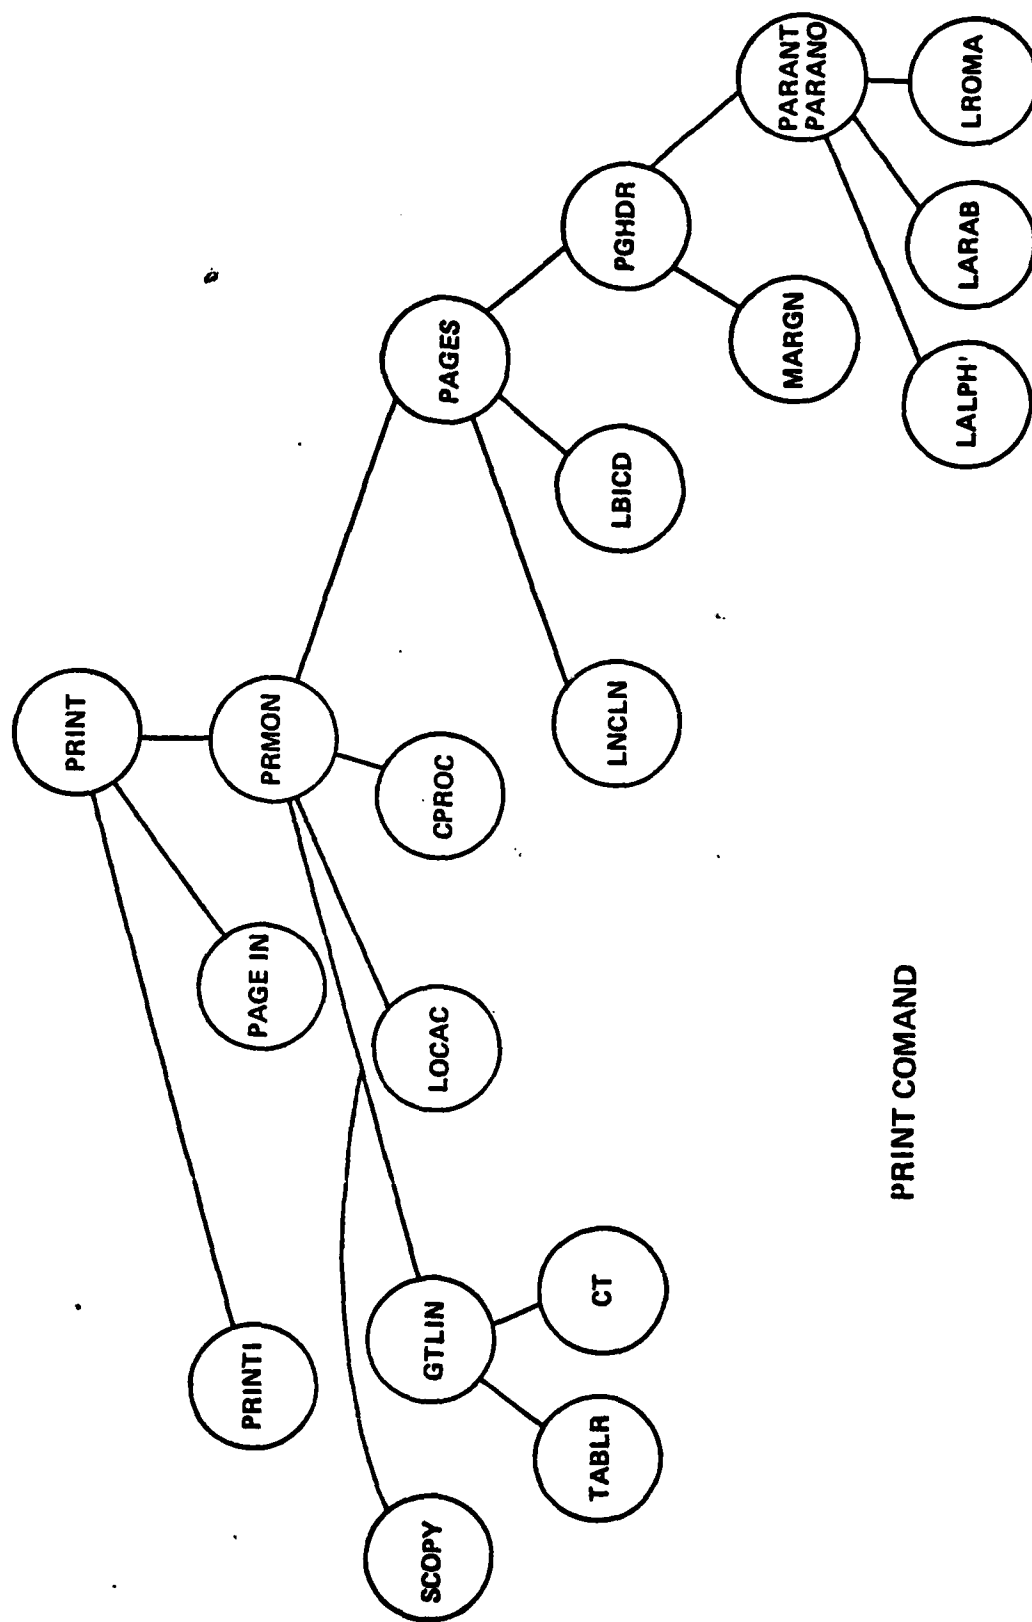 PRINT
PRINTI
PAGE IN
PRMON
SCOPY
GTLIN
LOCAC
CPROC
PAGES
TABLR
CT
LNCLN
LBICD
PGHDR
MARGN
PARANT
PARANO
LALPH'
LARAB
LROMA
PRINT COMAND